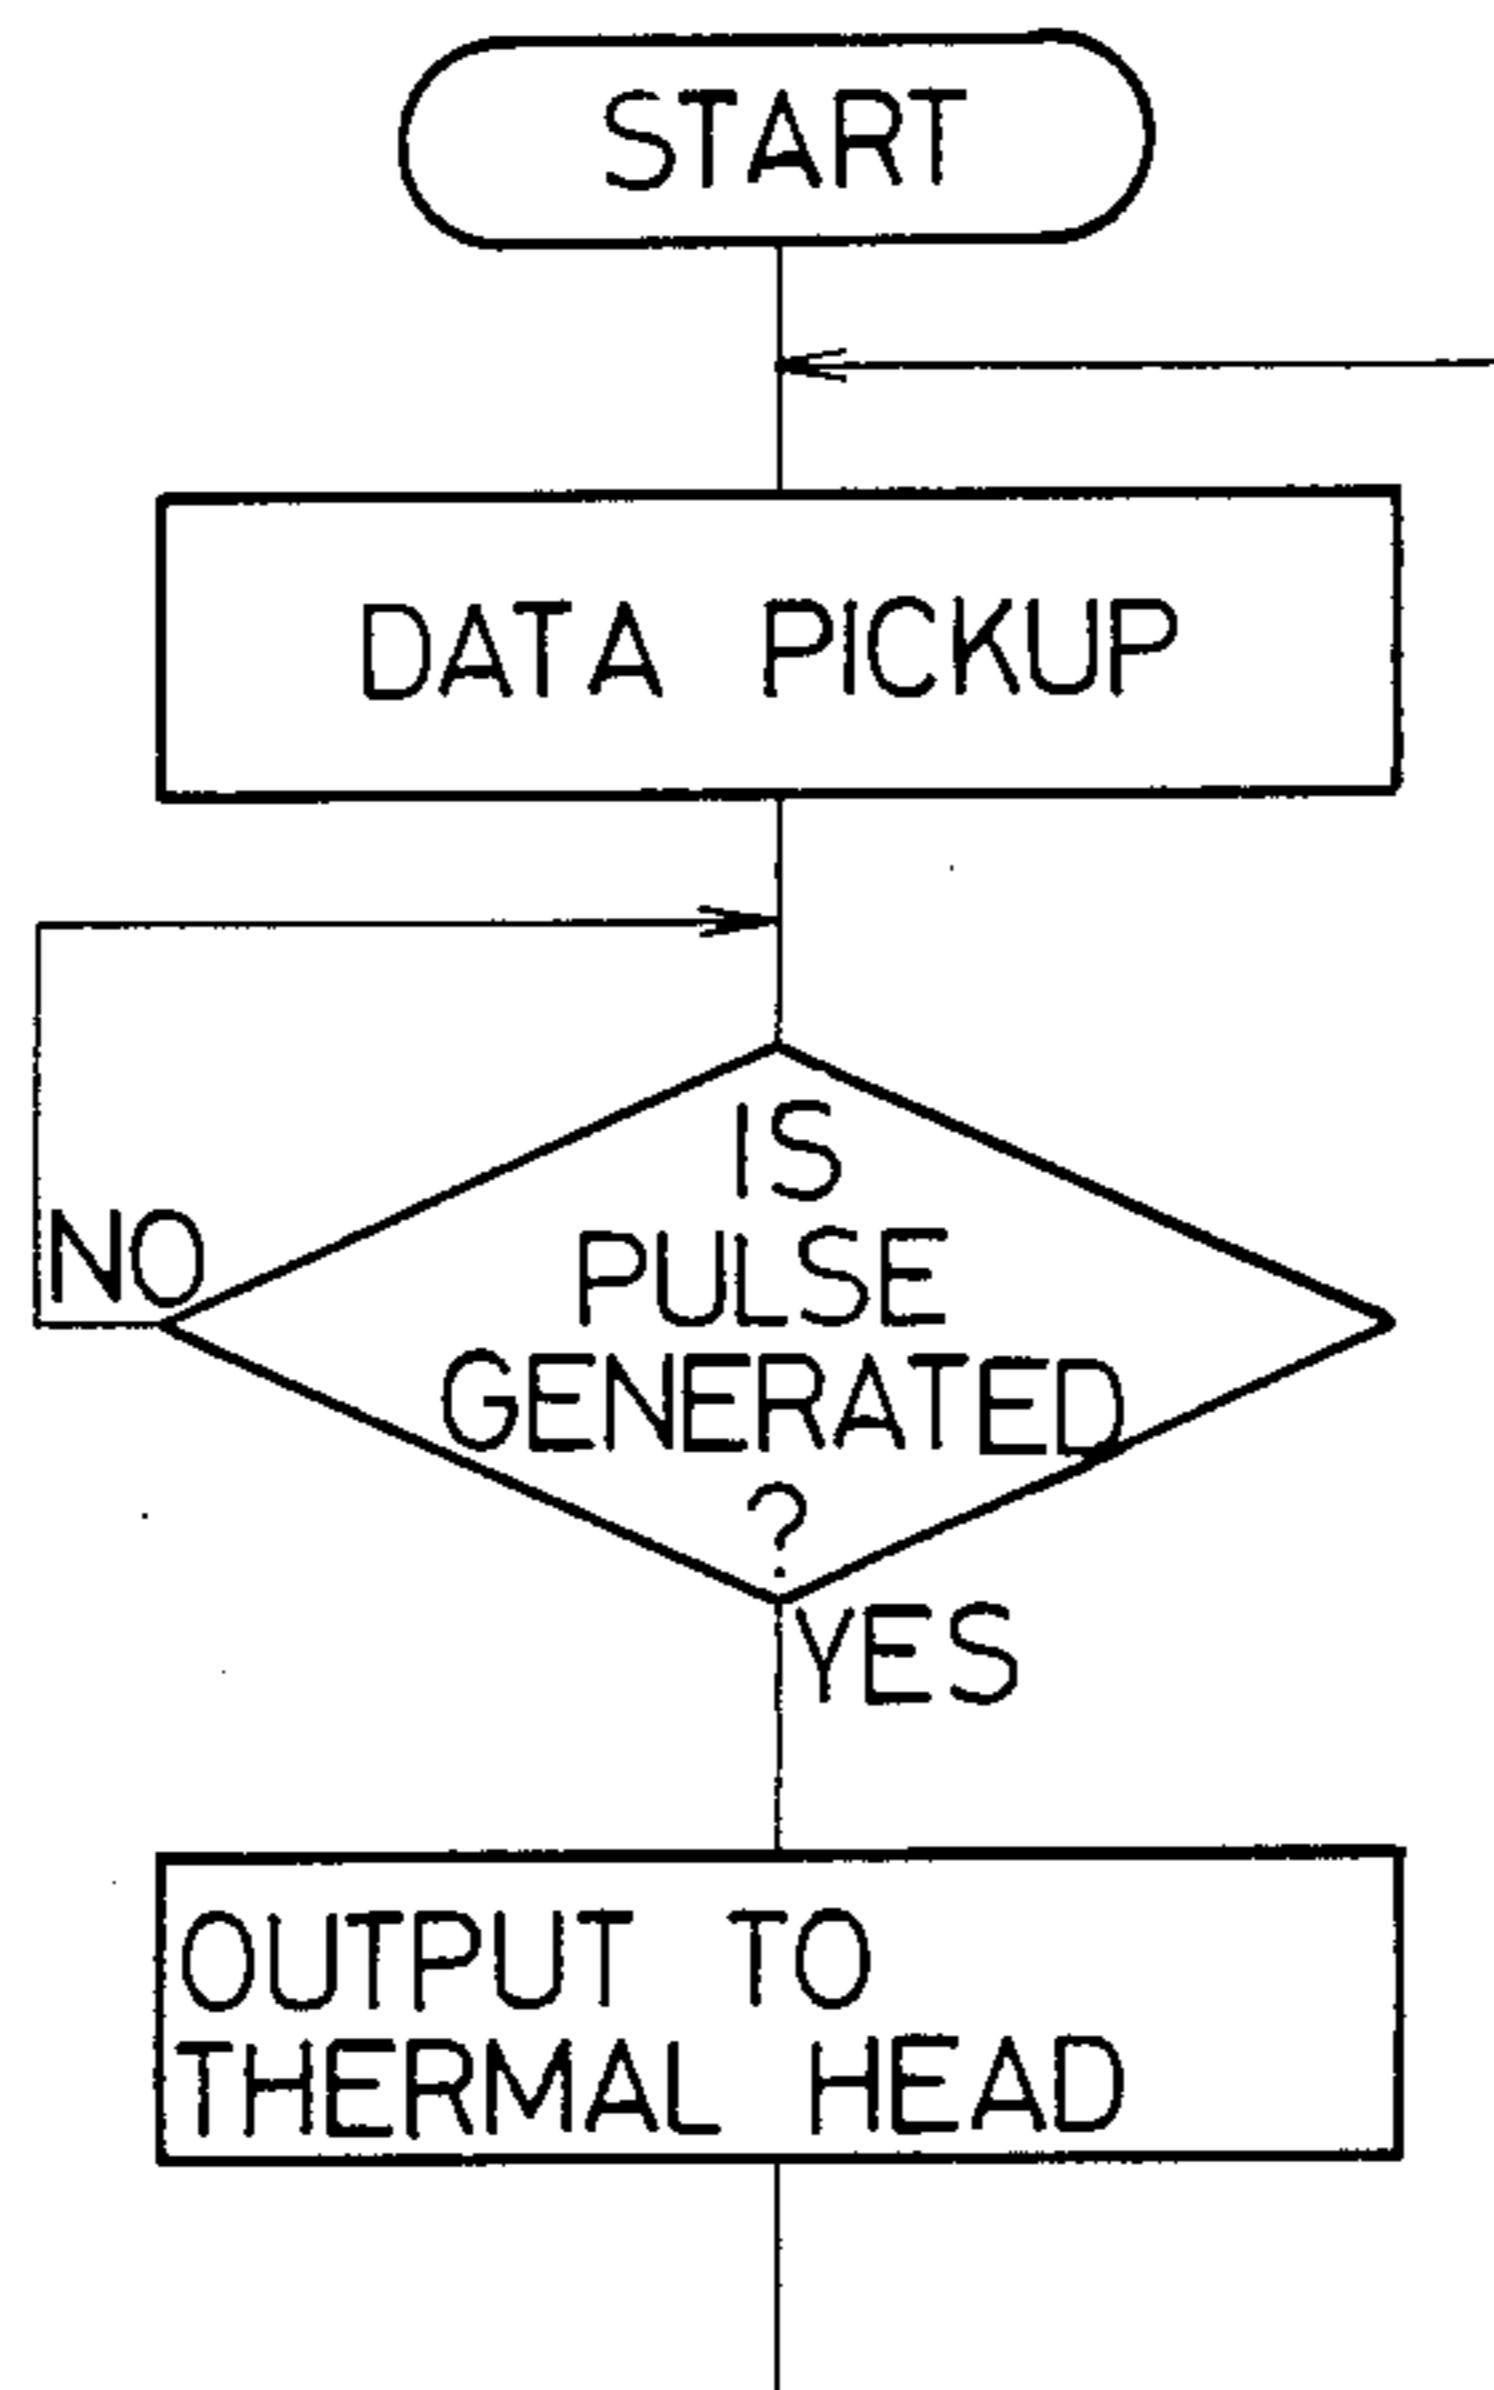 START
DATA PICKUP
IS
PULSE
GENERATED
?
NO
YES
OUTPUT TO
THERMAL HEAD